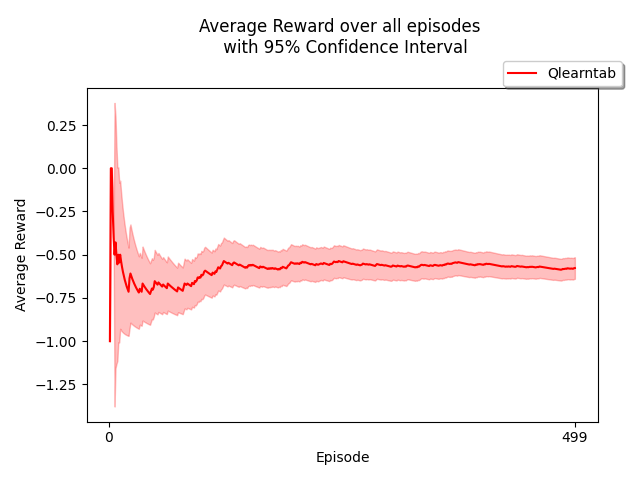 Average Reward over all episodes
with 95% Confidence Interval
Qlearntab
Average Reward
0.25
0.00
−0.25
−0.50
−0.75
−1.00
−1.25
0 499
Episode